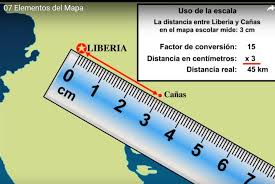 07 Elementos del Mapa
Uso de la escala
La distancia entre Liberia y Cañas
en el mapa escolar mide: 3 cm
Factor de conversión: 15
Distancia en centímetros: x 3
Distancia real: 45 km
LIBERIA
Cañas
0 1 2 3 4 5 6 7
cm